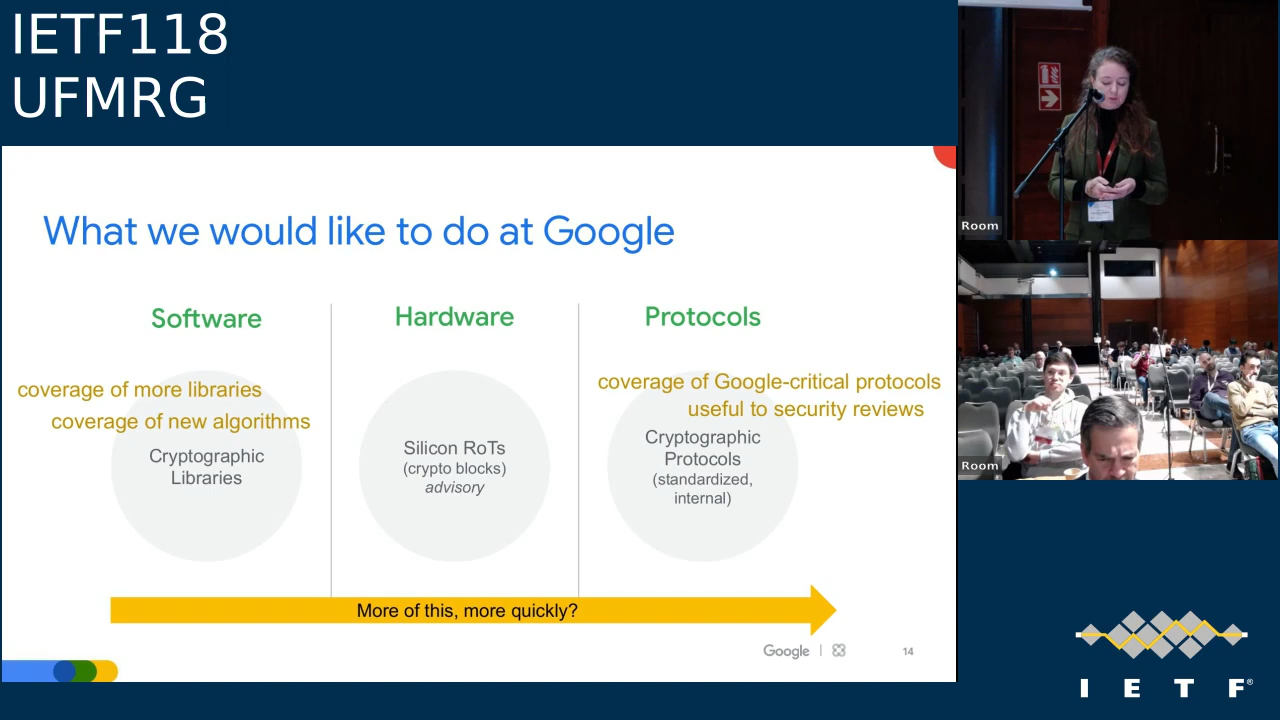 IETF118
UFMRG
What we would like to do at Google
Software
Hardware
Protocols
coverage of more libraries
coverage of new algorithms
Cryptographic
Libraries
Silicon RoTs
(crypto blocks)
advisory
coverage of Google-critical protocols
useful to security reviews
Cryptographic
Protocols
(standardized,
internal)
More of this, more quickly?
Google
14
Room
Room
I E T F®